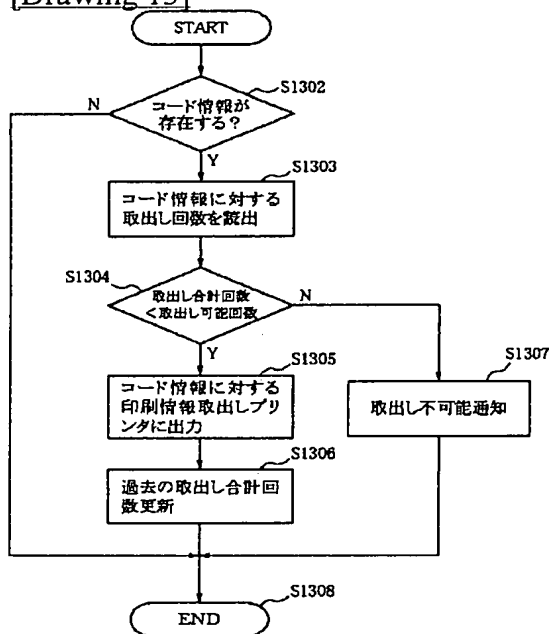 [Drawing 13]
START
S1302
N
コード情報が
存在する？
Y
S1303
コード情報に対する
取出し回数を読出
S1304
取出し合計回数
＜取出し可能回数
N
Y
S1305
コード情報に対する
印刷情報取出しプリ
ンタに出力
S1307
取出し不可能通知
S1306
過去の取出し合計回
数更新
S1308
END